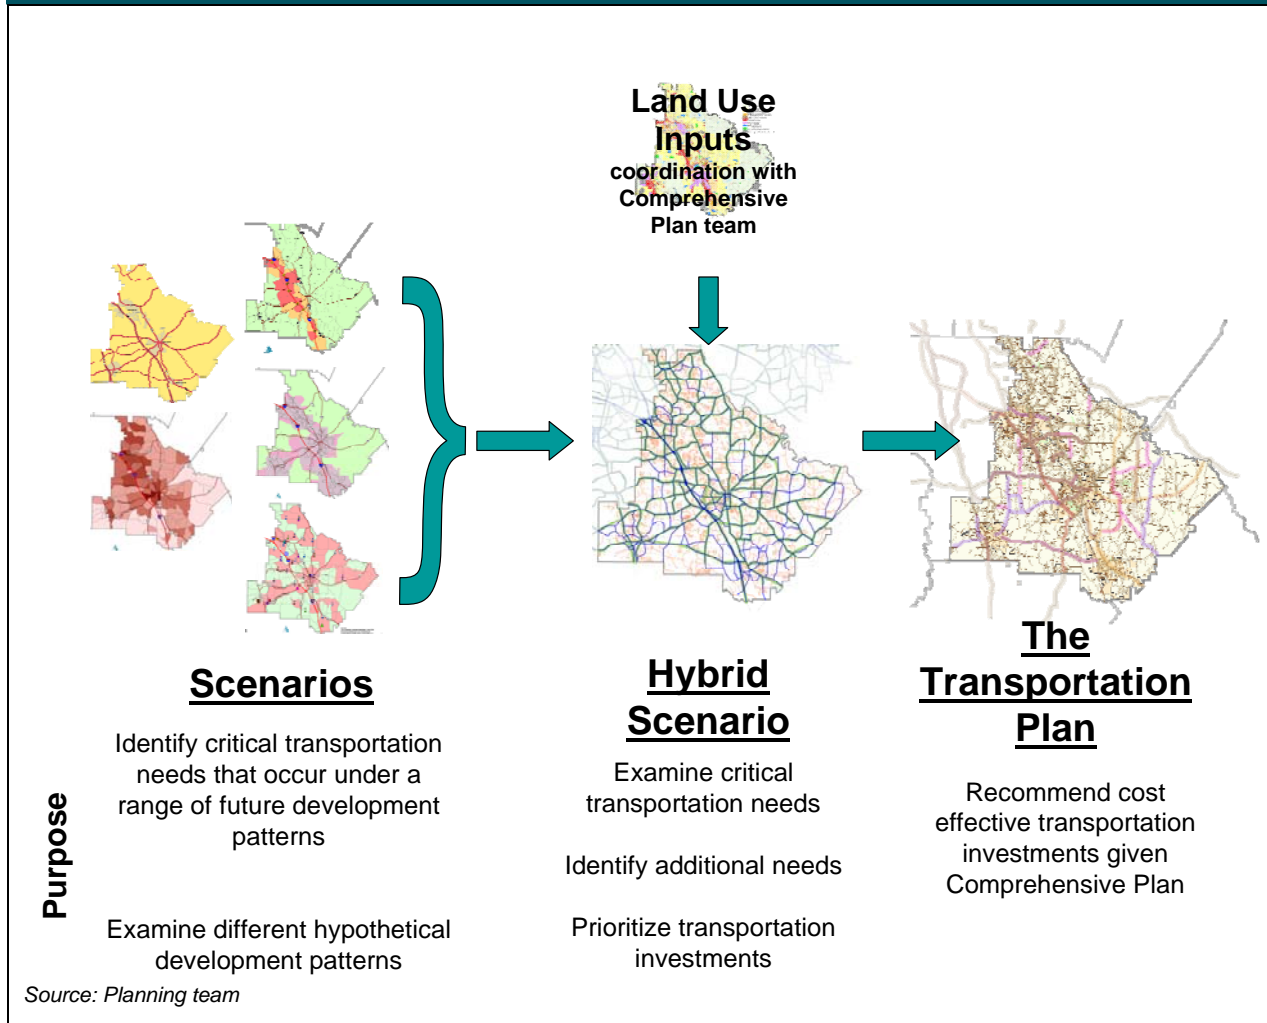 Land Use
Inputs
coordination with
Comprehensive
Plan team
Scenarios
Identify critical transportation
needs that occur under a
range of future development
patterns
Examine different hypothetical
development patterns
Hybrid
Scenario
Examine critical
transportation needs
Identify additional needs
Prioritize transportation
investments
The
Transportation
Plan
Recommend cost
effective transportation
investments given
Comprehensive Plan
Purpose
Source: Planning team